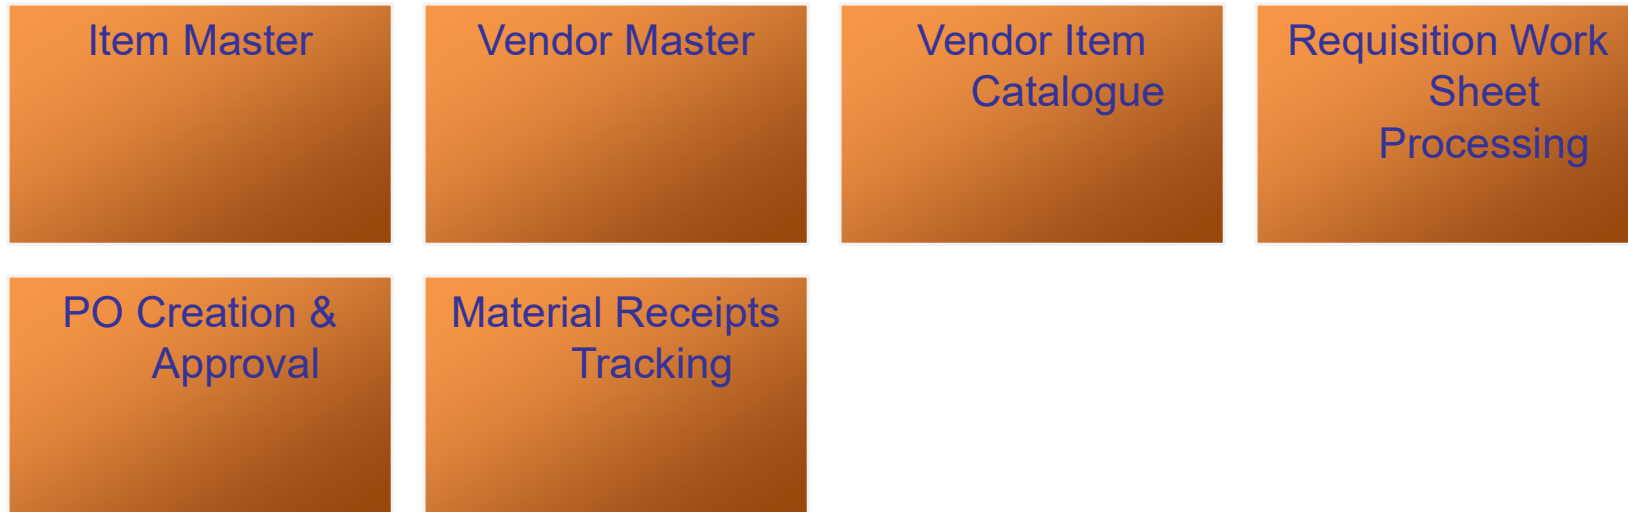 Item Master
Vendor Master
Vendor Item
Catalogue
Requisition Work
Sheet
Processing
PO Creation &
Approval
Material Receipts
Tracking